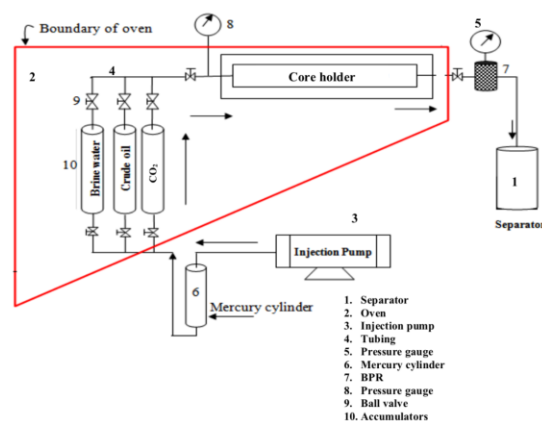 Boundary of oven
8
5
2
4
Core holder
7
9
10
Brine water
Crude oil
CO₂
1
Separator
3
Injection Pump
6
Mercury cylinder
1. Separator
2. Oven
3. Injection pump
4. Tubing
5. Pressure gauge
6. Mercury cylinder
7. BPR
8. Pressure gauge
9. Ball valve
10. Accumulators